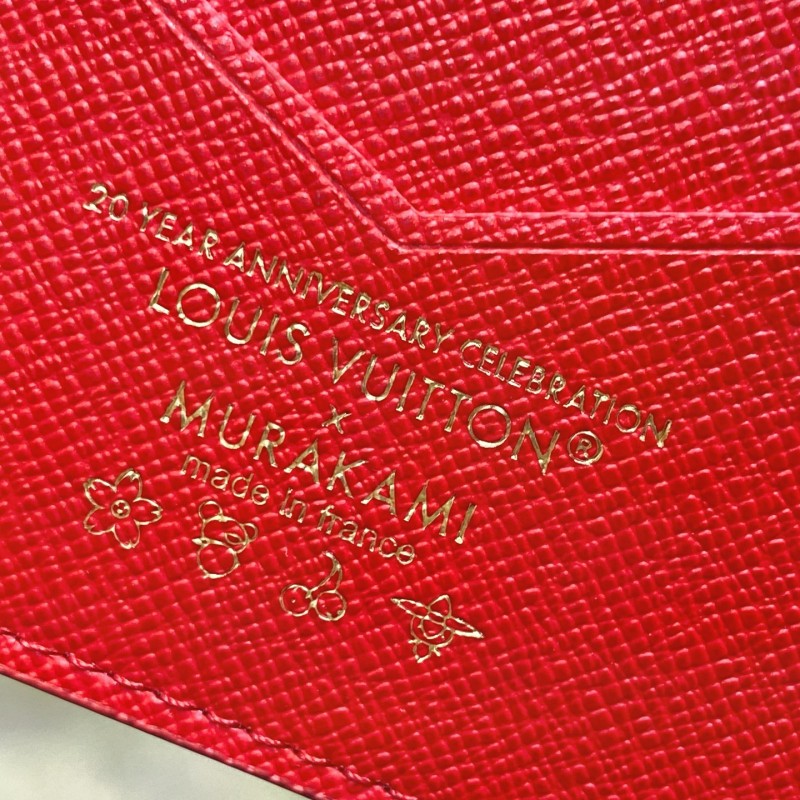 20 YEAR ANNIVERSARY CELEBRATION
LOUIS VUITTON®
x
MURAKAMI
made in france